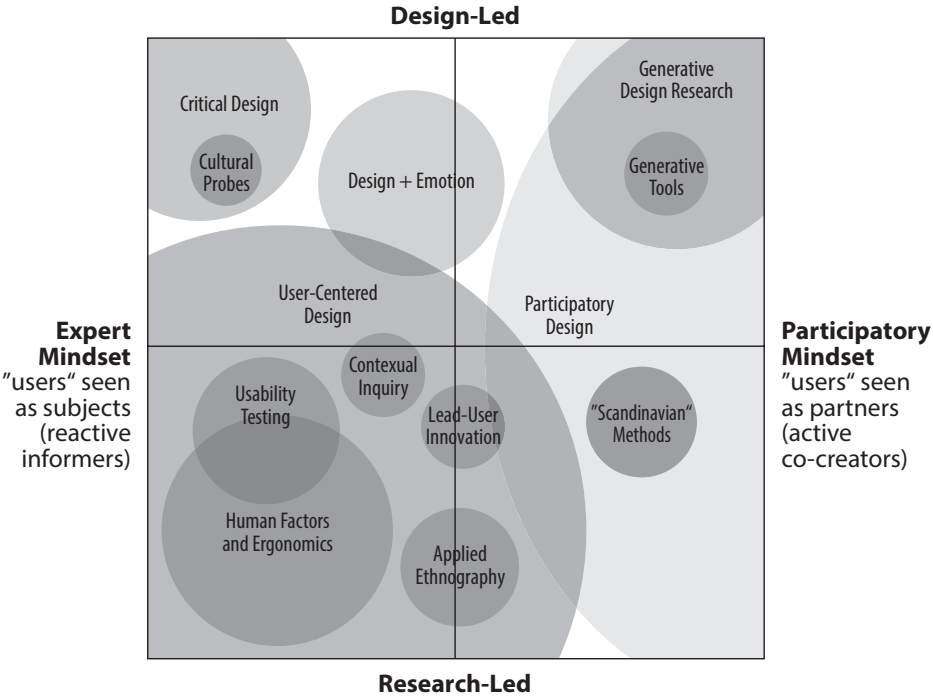 Design-Led
Critical Design
Cultural
Probes
Design + Emotion
Generative
Design Research
Generative
Tools
User-Centered
Design
Participatory
Design
Expert
Mindset
”users“ seen
as subjects
(reactive
informers)
Participatory
Mindset
”users“ seen
as partners
(active
co-creators)
Contexual
Inquiry
Usability
Testing
Lead-User
Innovation
”Scandinavian“
Methods
Human Factors
and Ergonomics
Applied
Ethnography
Research-Led